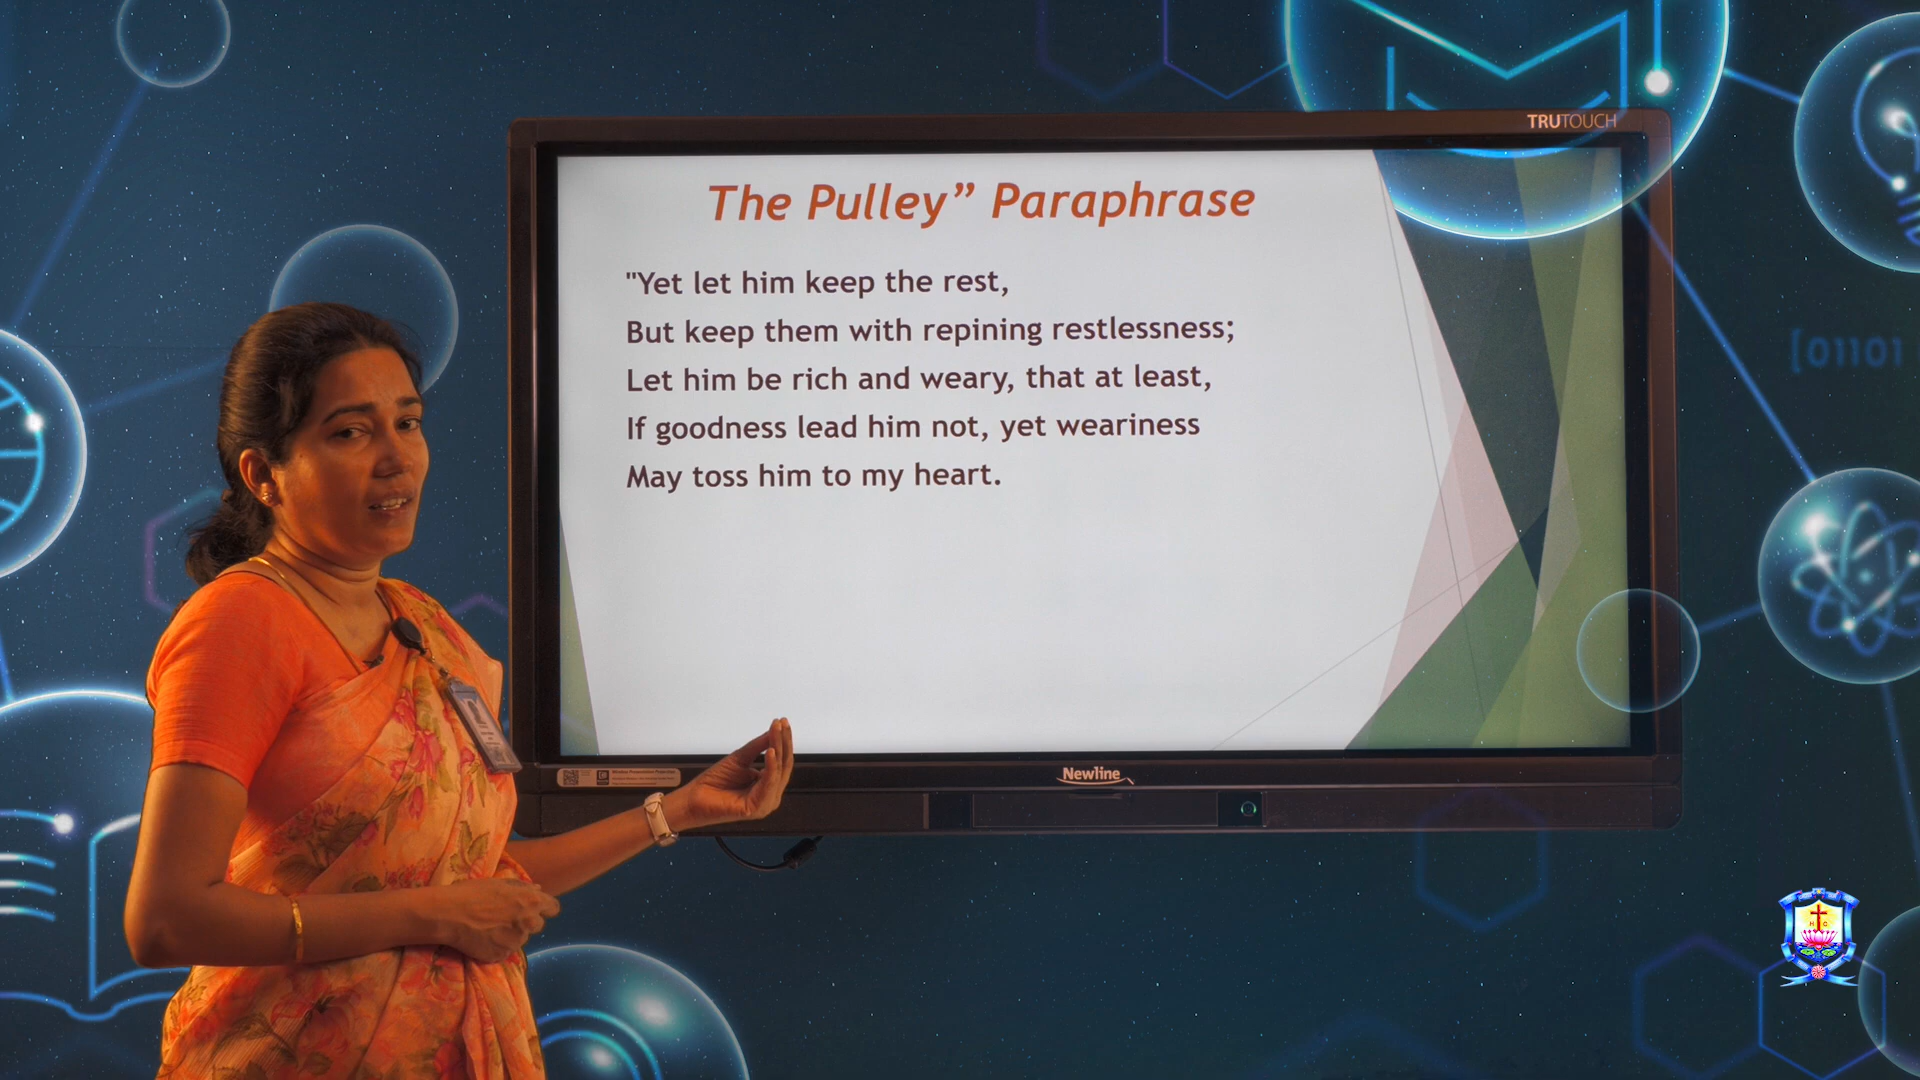 TRUTOUCH
The Pulley” Paraphrase
"Yet let him keep the rest,
But keep them with repining restlessness;
Let him be rich and weary, that at least,
If goodness lead him not, yet weariness
May toss him to my heart.
[01101
Newline
H C